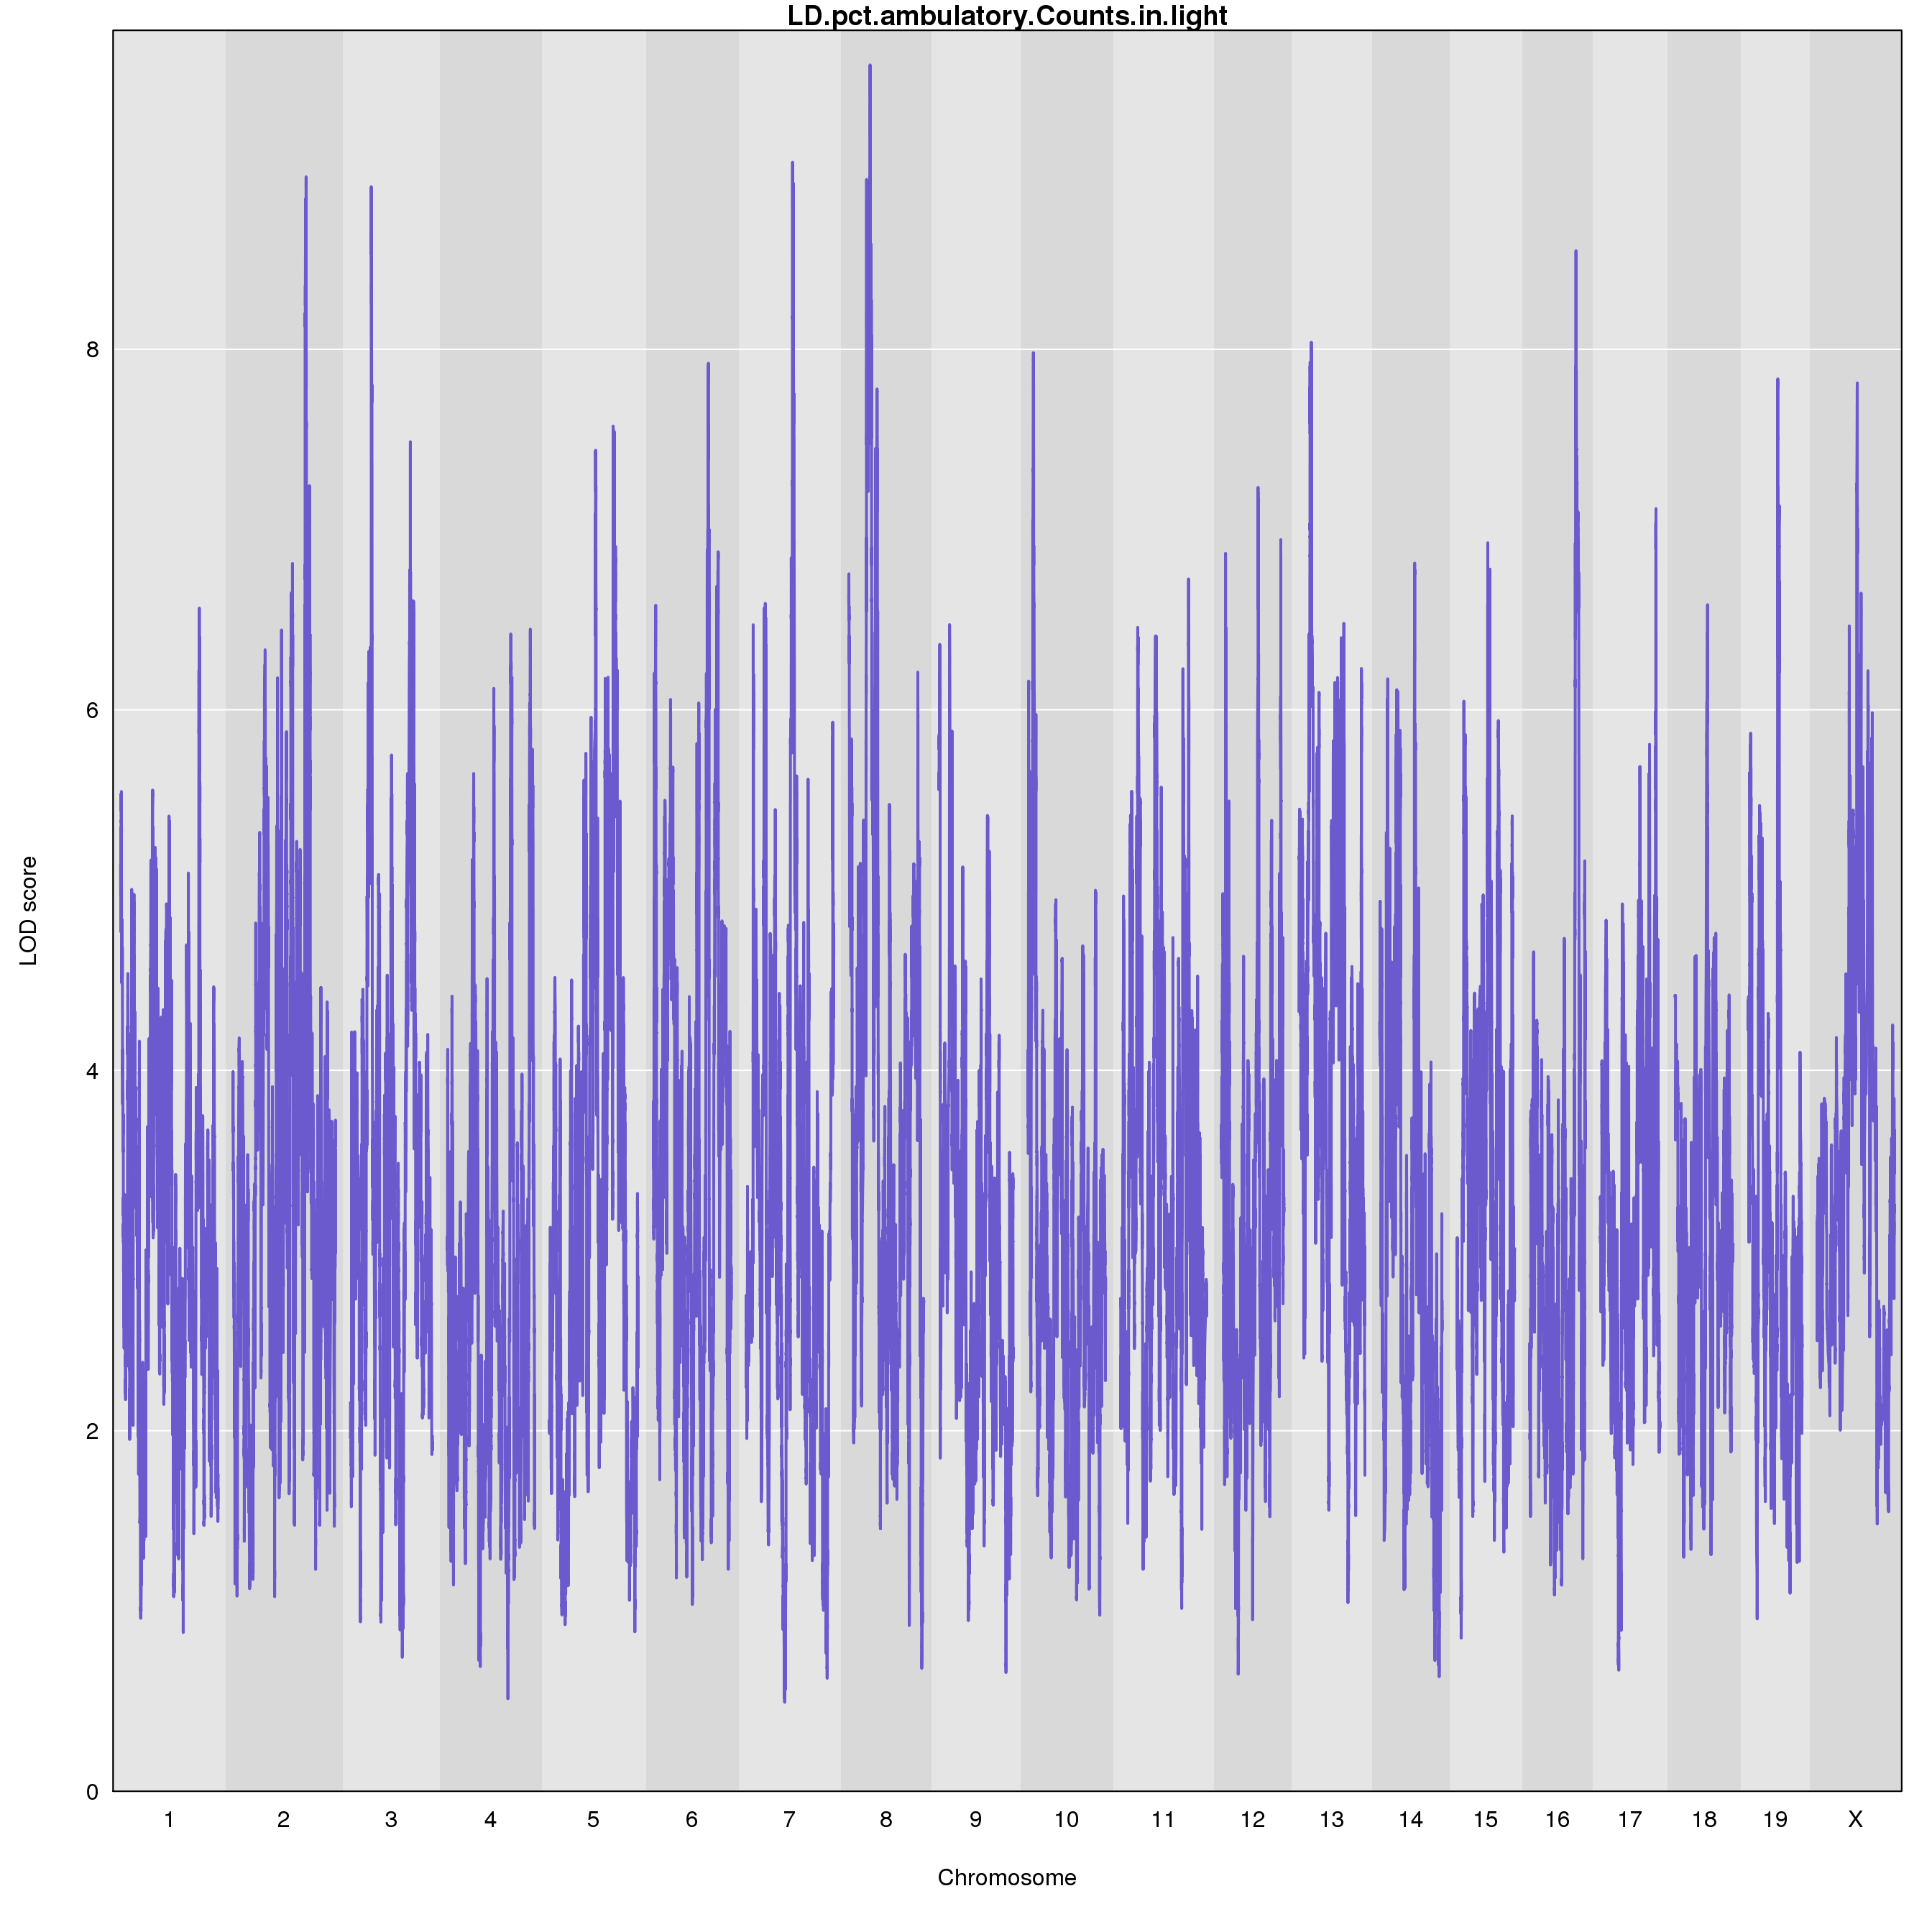 LD.pct.ambulatory.Counts.in.light
LOD score
8
6
4
2
0
1 2 3 4 5 6 7 8 9 10 11 12 13 14 15 16 17 18 19 X
Chromosome